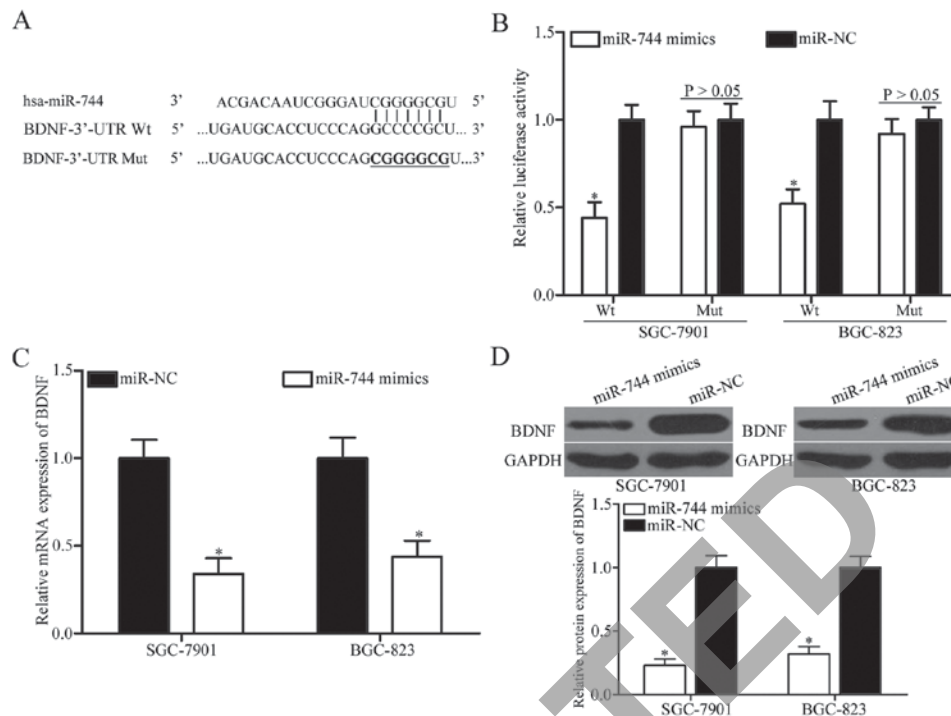 A
hsa-miR-744 3' ACGACAAUCGGGAUCGGGGCGU 5'
BDNF-3'-UTR Wt 5' ...UGAUGCACCUCCCAGGCCCCGCU... 3'
BDNF-3'-UTR Mut 5' ...UGAUGCACCUCCCAGCGGGGCGU... 3'
B
miR-744 mimics miR-NC
Relative luciferase activity
1.5
1.0
0.5
0.0
P > 0.05 P > 0.05
* *
Wt Mut Wt Mut
SGC-7901 BGC-823
C
miR-NC miR-744 mimics
Relative mRNA expression of BDNF
1.5
1.0
0.5
0.0
* *
SGC-7901 BGC-823
D
miR-744 mimics miR-NC miR-744 mimics miR-NC
BDNF BDNF
GAPDH GAPDH
SGC-7901 BGC-823
miR-744 mimics
miR-NC
Relative protein expression of BDNF
1.5
1.0
0.5
0.0
* *
SGC-7901 BGC-823
TED